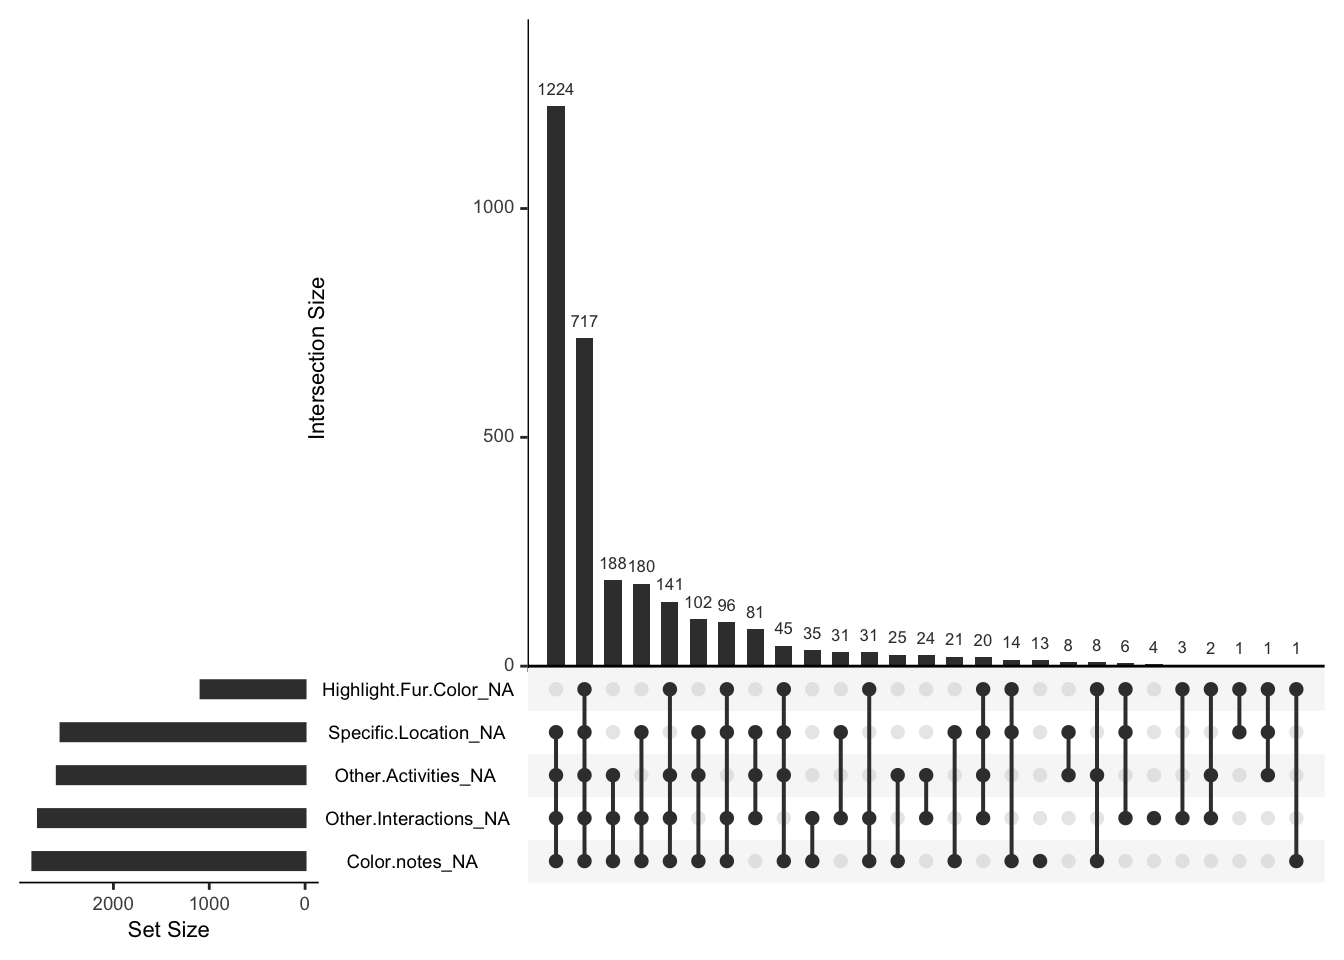 1224
1000
717
Intersection Size
500
188 180 141 102 96 81 45 35 31 31 25 24 21 20 14 13 8 8 6 4 3 2 1 1 1
0
Highlight.Fur.Color_NA
Specific.Location_NA
Other.Activities_NA
Other.Interactions_NA
Color.notes_NA
2000 1000 0
Set Size